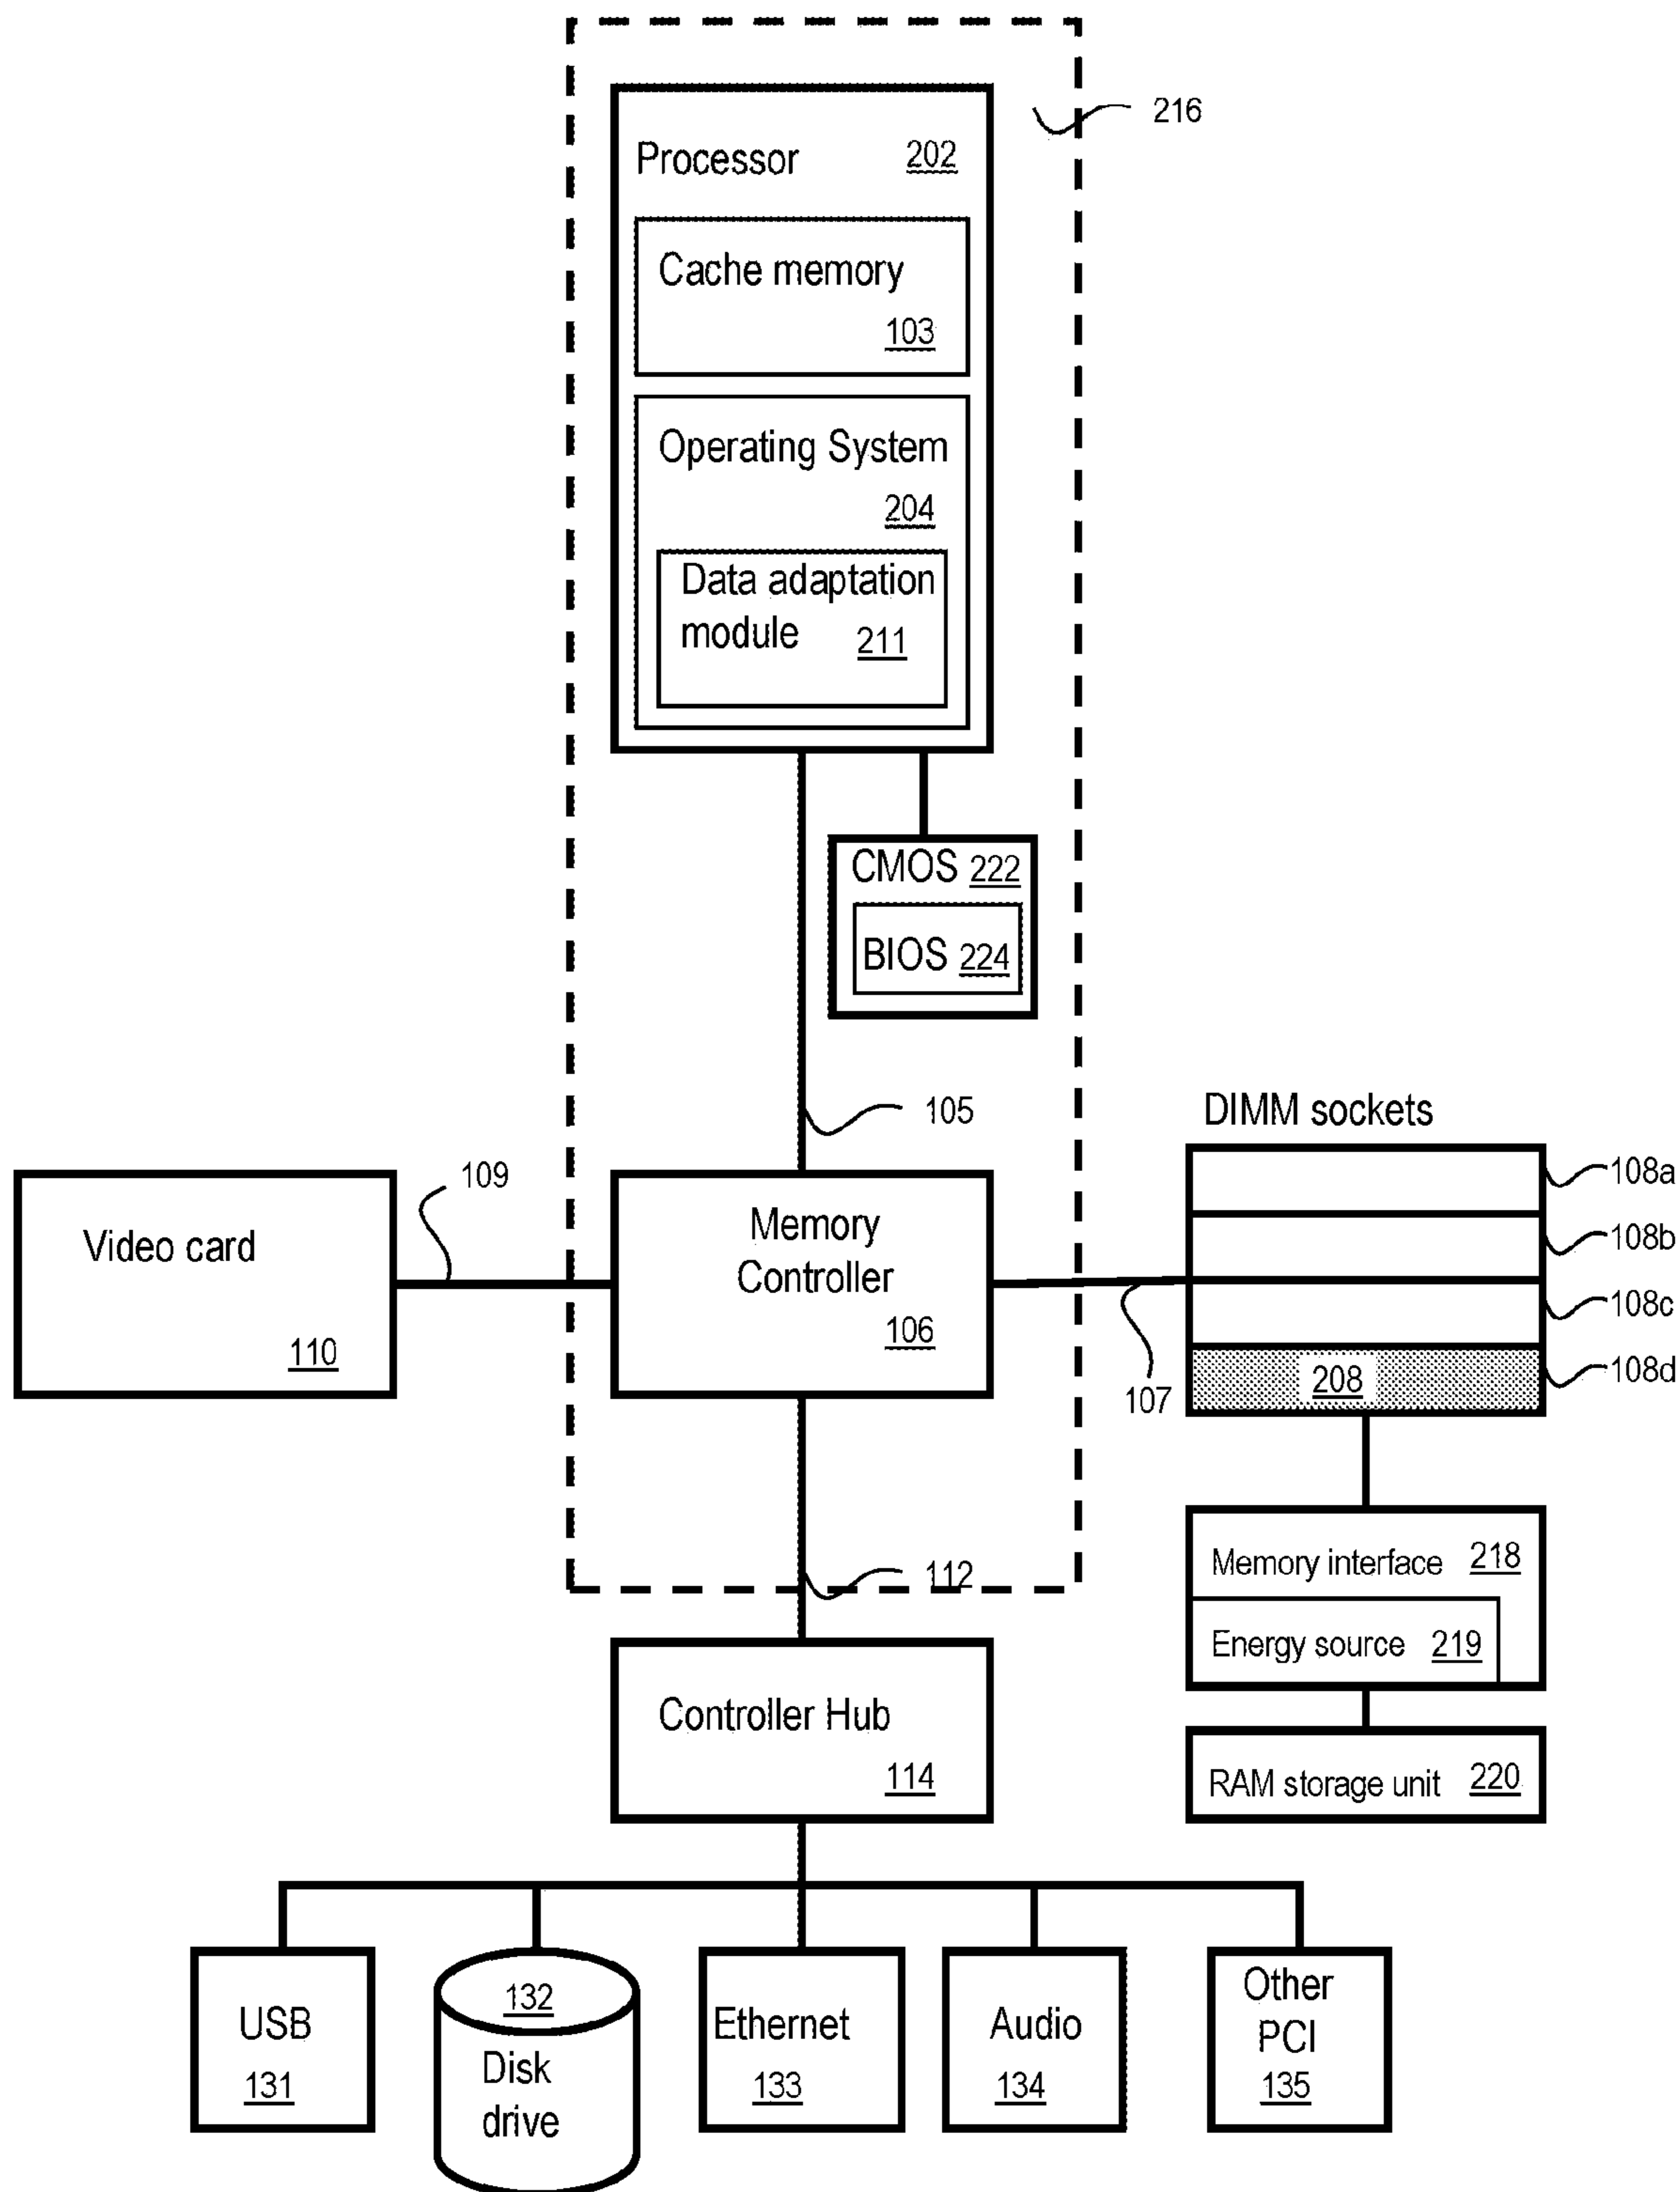 216
Processor 202
Cache memory
103
Operating System
204
Data adaptation
module 211
CMOS 222
BIOS 224
105
DIMM sockets
108a
108b
108c
108d
208
109
Video card
110
Memory
Controller
106
107
Memory interface 218
Energy source 219
112
Controller Hub
114
RAM storage unit 220
USB
131
132
Disk
drive
Ethernet
133
Audio
134
Other
PCI
135